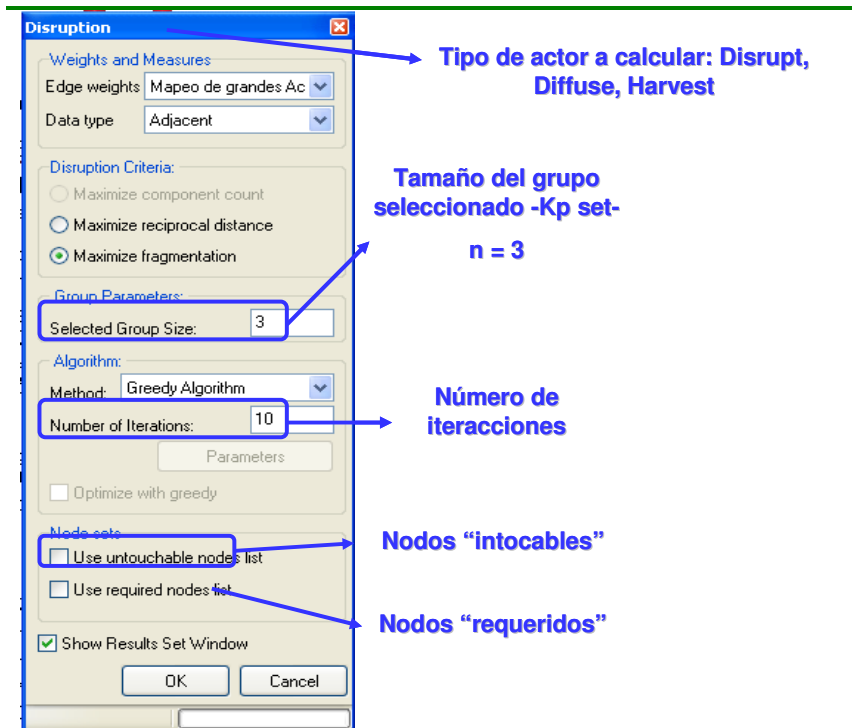 Disruption
Weights and Measures
Edge weights Mapeo de grandes Ac
Data type Adjacent
Disruption Criteria:
Maximize component count
Maximize reciprocal distance
Maximize fragmentation
Group Parameters:
Selected Group Size: 3
Algorithm:
Method: Greedy Algorithm
Number of Iterations: 10
Parameters
Optimize with greedy
Node sets
Use untouchable nodes list
Use required nodes list
Show Results Set Window
OK Cancel
Tipo de actor a calcular: Disrupt,
Diffuse, Harvest
Tamaño del grupo
seleccionado -Kp set-
n = 3
Número de
iteracciones
Nodos “intocables”
Nodos “requeridos”